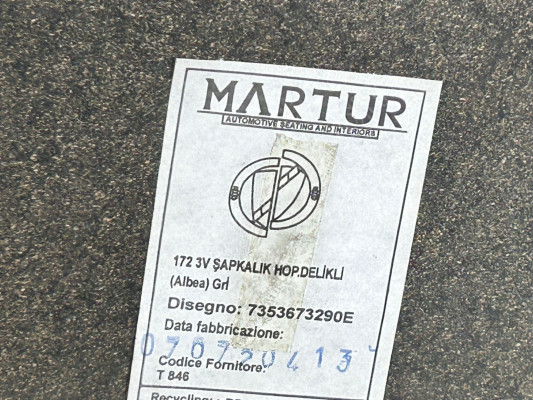 MARTUR
AUTOMOTIVE SEATING AND INTERIORS
172 3V ŞAPKALIK HOP.DELİKLİ
(Albea) Gri
Disegno: 7353673290E
Data fabbricazione:
Codice Fornitore:
T 846